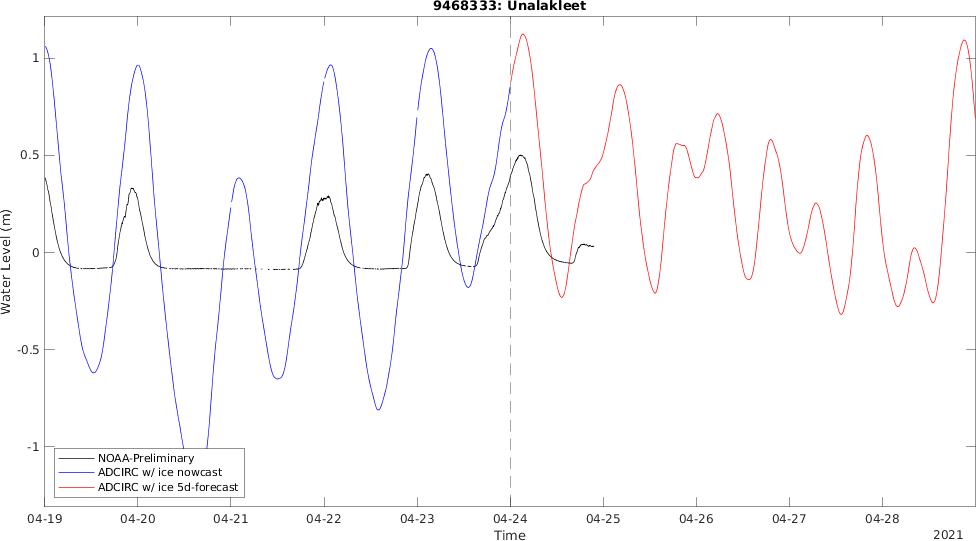 9468333: Unalakleet
Water Level (m)
1
0.5
0
-0.5
-1
NOAA-Preliminary
ADCIRC w/ ice nowcast
ADCIRC w/ ice 5d-forecast
04-19 04-20 04-21 04-22 04-23 04-24 04-25 04-26 04-27 04-28
Time
2021